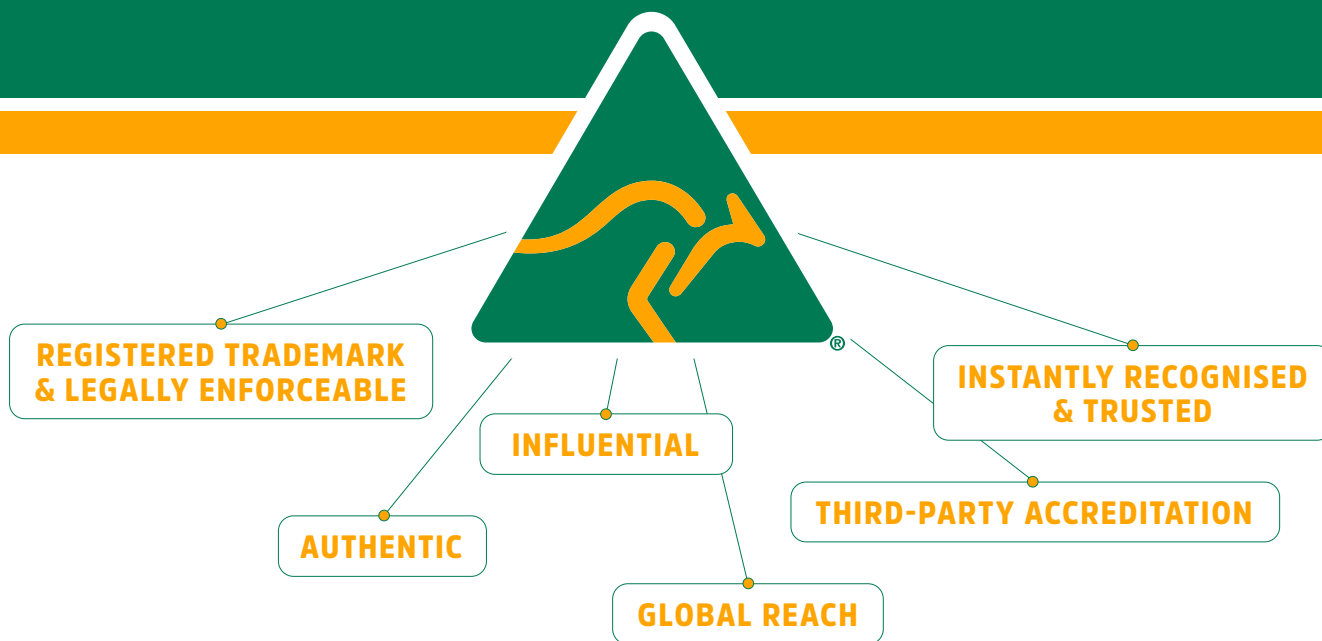 ®
REGISTERED TRADEMARK
& LEGALLY ENFORCEABLE
INSTANTLY RECOGNISED
& TRUSTED
INFLUENTIAL
THIRD-PARTY ACCREDITATION
AUTHENTIC
GLOBAL REACH